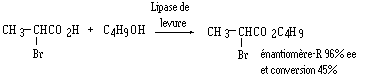 Lipase de
levure
CH3—CHCO2H + C4H9OH → CH3—CHCO2C4H9
Br Br
énantiomère-R 96% ee
et conversion 45%